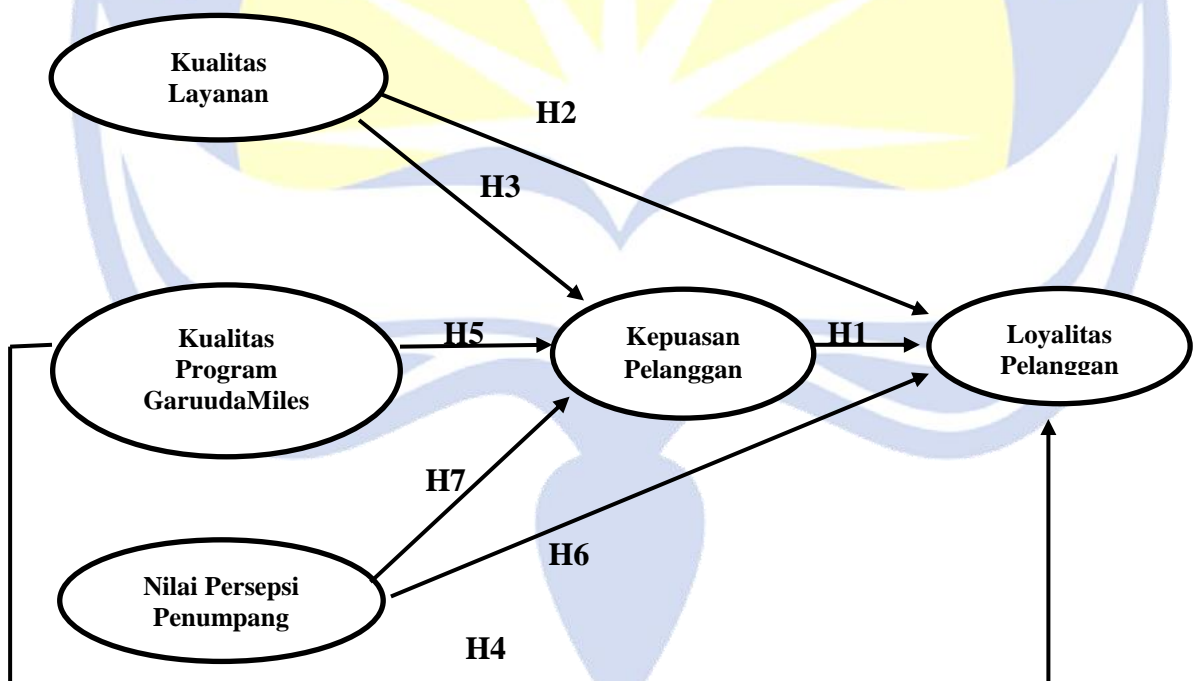 Kualitas
Layanan
H2
H3
Kualitas
Program
GaruudaMiles
H5
Kepuasan
Pelanggan
H1
Loyalitas
Pelanggan
H7
H6
Nilai Persepsi
Penumpang
H4